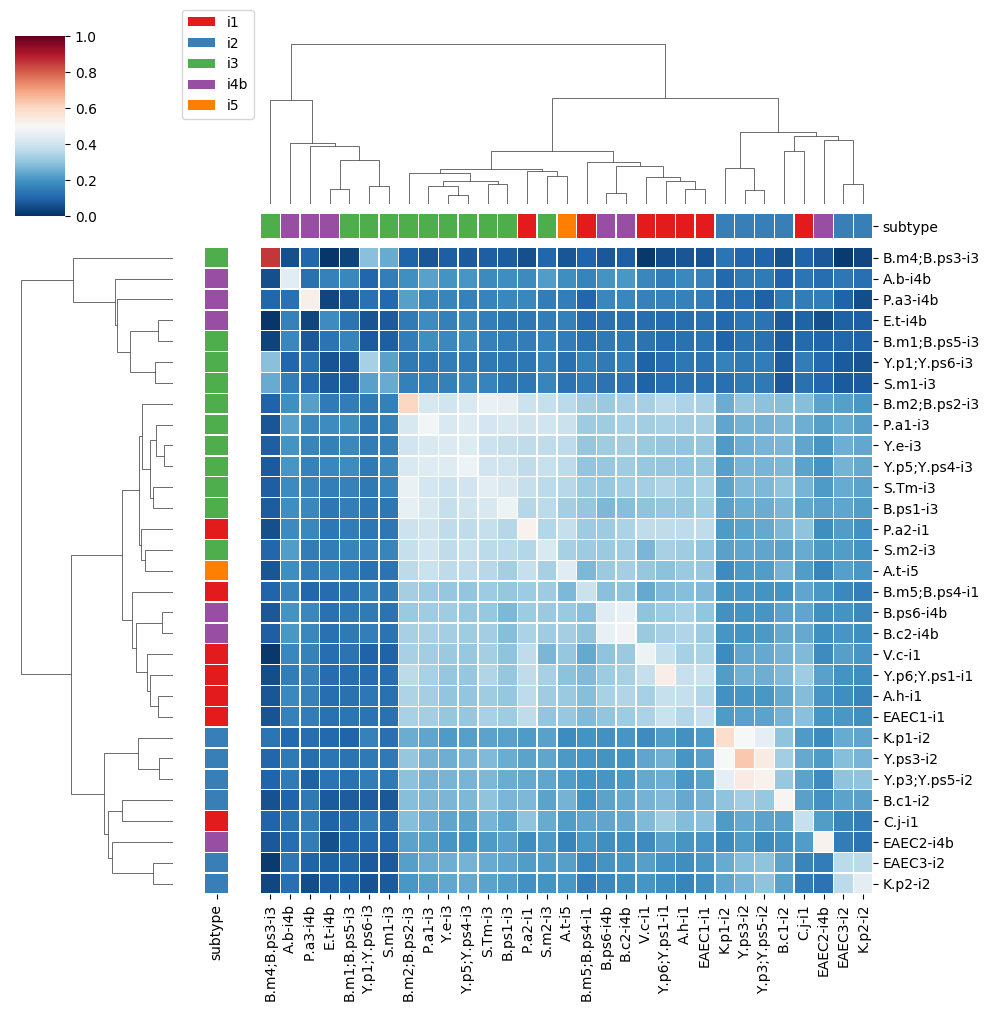 1.0
0.8
0.6
0.4
0.2
0.0
i1
i2
i3
i4b
i5
subtype
B.m4;B.ps3-i3
A.b-i4b
P.a3-i4b
E.t-i4b
B.m1;B.ps5-i3
Y.p1;Y.ps6-i3
S.m1-i3
B.m2;B.ps2-i3
P.a1-i3
Y.e-i3
Y.p5;Y.ps4-i3
S.Tm-i3
B.ps1-i3
P.a2-i1
S.m2-i3
A.t-i5
B.m5;B.ps4-i1
B.ps6-i4b
B.c2-i4b
V.c-i1
Y.p6;Y.ps1-i1
A.h-i1
EAEC1-i1
K.p1-i2
Y.ps3-i2
Y.p3;Y.ps5-i2
B.c1-i2
C.j-i1
EAEC2-i4b
EAEC3-i2
K.p2-i2
subtype
B.m4;B.ps3-i3
A.b-i4b
P.a3-i4b
E.t-i4b
B.m1;B.ps5-i3
Y.p1;Y.ps6-i3
S.m1-i3
B.m2;B.ps2-i3
P.a1-i3
Y.e-i3
Y.p5;Y.ps4-i3
S.Tm-i3
B.ps1-i3
P.a2-i1
S.m2-i3
A.t-i5
B.m5;B.ps4-i1
B.ps6-i4b
B.c2-i4b
V.c-i1
Y.p6;Y.ps1-i1
A.h-i1
EAEC1-i1
K.p1-i2
Y.ps3-i2
Y.p3;Y.ps5-i2
B.c1-i2
C.j-i1
EAEC2-i4b
EAEC3-i2
K.p2-i2